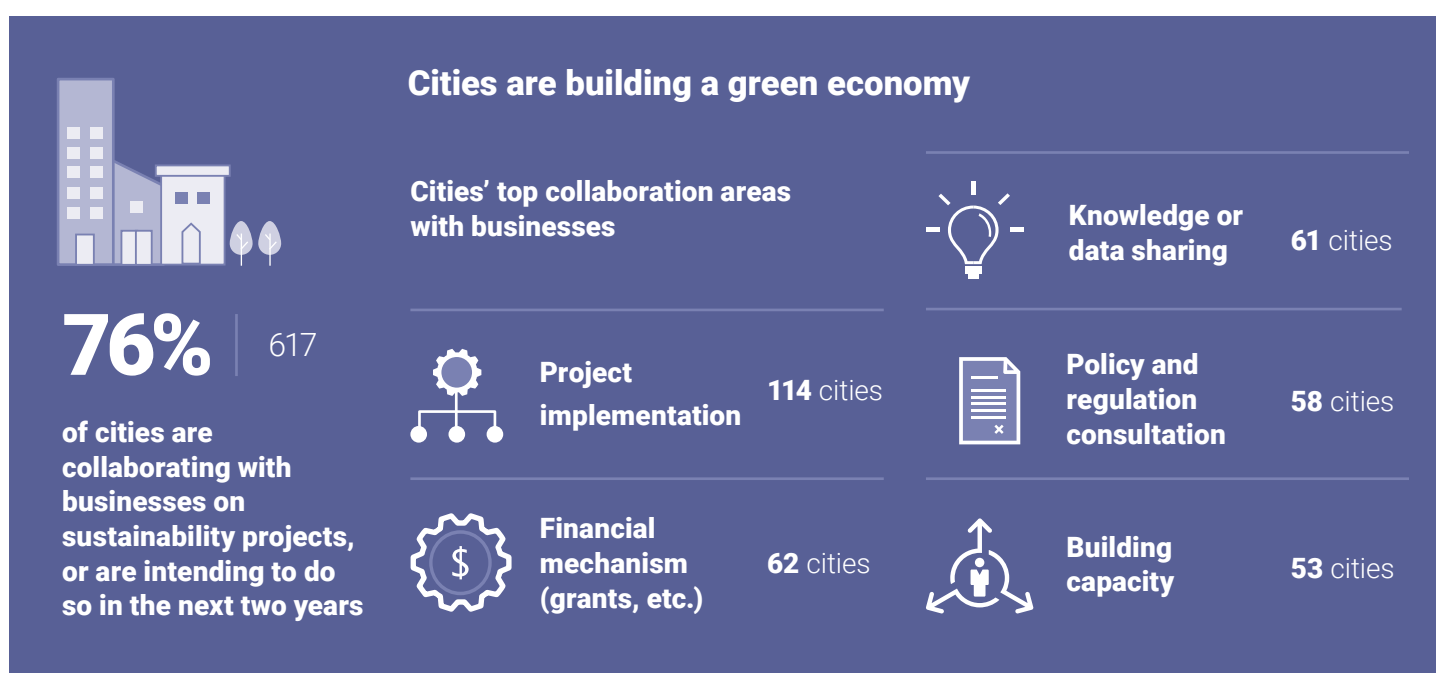 Cities are building a green economy
76%
617
of cities are
collaborating with
businesses on
sustainability projects,
or are intending to do
so in the next two years
Cities’ top collaboration areas
with businesses
Project
implementation
114 cities
Financial
mechanism
(grants, etc.)
$
62 cities
Knowledge or
data sharing
61 cities
Policy and
regulation
consultation
58 cities
Building
capacity
53 cities